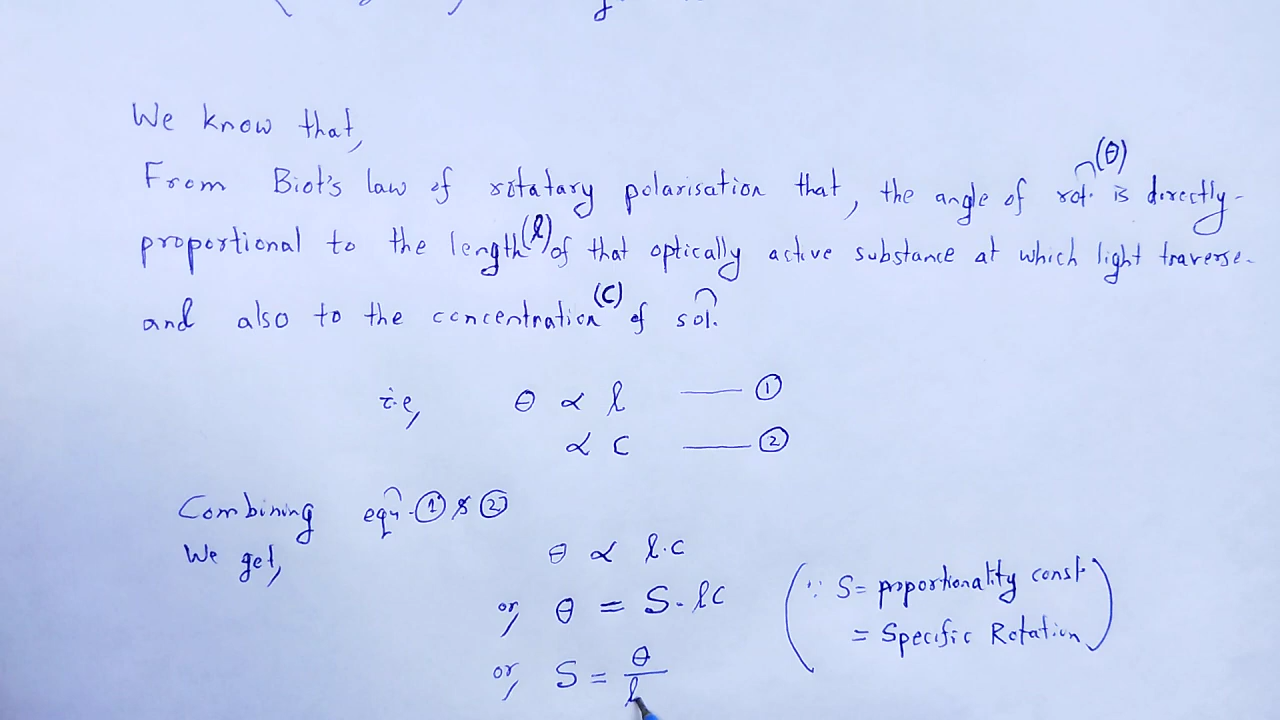 We know that,
From Biot's law of rotatary polarisation that, the angle of rot. (θ) is directly-
proportional to the length (l) of that optically active substance at which light traverse-
and also to the concentration (C) of sol.
i.e, θ ∝ l —— ①
∝ C —— ②
Combining eqn. ① & ②
We get,
θ ∝ l.C
or, θ = S. lC
(∵ S = proportionality const.
= Specific Rotation)
or, S = θ/l